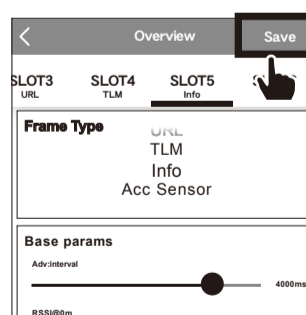 Overview Save
SLOT3 SLOT4 SLOT5
URL TLM Info
Frame Type
URL
TLM
Info
Acc Sensor
Base params
Adv:interval
4000ms
RSSI@0m